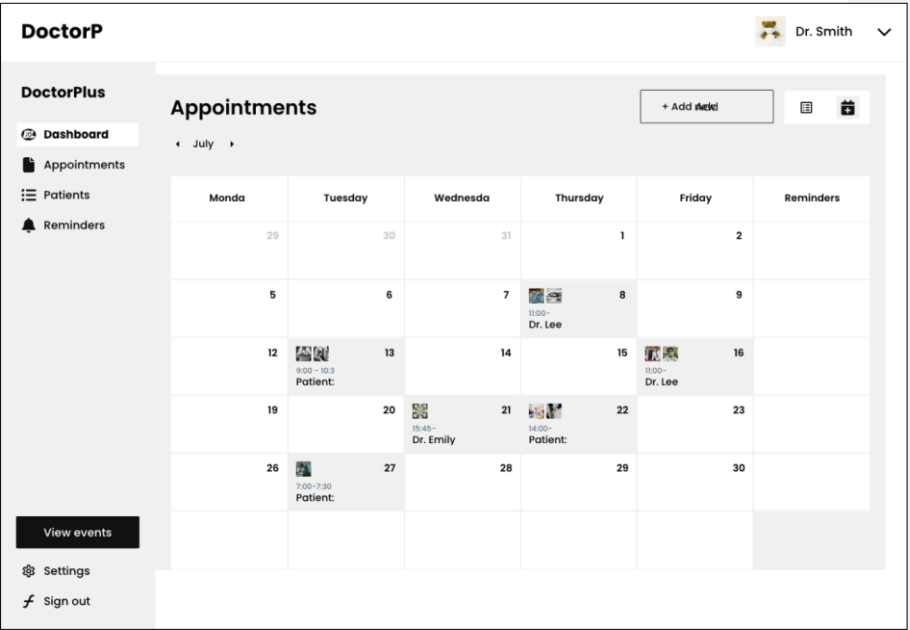 DoctorP
Dr. Smith
DoctorPlus
Dashboard
Appointments
Patients
Reminders
View events
Settings
Sign out
Appointments
+ Add
July
Monda Tuesday Wednesda Thursday Friday Reminders
29 30 31 1 2
5 6 7 8 9
11:00-
Dr. Lee
12 13 14 15 16
9:00 - 10:3 11:00-
Patient: Dr. Lee
19 20 21 22 23
15:45- 14:00-
Dr. Emily Patient:
26 27 28 29 30
7:00-7:30
Patient: